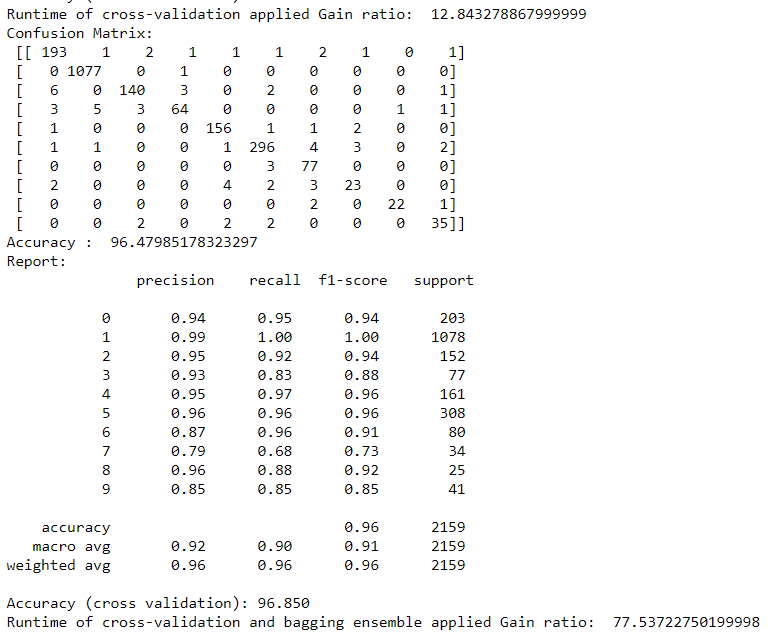 Runtime of cross-validation applied Gain ratio:  12.843278867999999
Confusion Matrix:
[[ 193    1    2    1    1    1    2    1    0    1]
[   0 1077    0    1    0    0    0    0    0    0]
[   6    0  140    3    0    2    0    0    0    1]
[   3    5    3   64    0    0    0    0    1    1]
[   1    0    0    0  156    1    1    2    0    0]
[   1    1    0    0    1  296    4    3    0    2]
[   0    0    0    0    0    3   77    0    0    0]
[   2    0    0    0    4    2    3   23    0    0]
[   0    0    0    0    0    0    2    0   22    1]
[   0    0    2    0    2    2    0    0    0   35]]
Accuracy :  96.47985178323297
Report:
precision    recall  f1-score   support
0       0.94      0.95      0.94       203
1       0.99      1.00      1.00      1078
2       0.95      0.92      0.94       152
3       0.93      0.83      0.88        77
4       0.95      0.97      0.96       161
5       0.96      0.96      0.96       308
6       0.87      0.96      0.91        80
7       0.79      0.68      0.73        34
8       0.96      0.88      0.92        25
9       0.85      0.85      0.85        41
accuracy                           0.96      2159
macro avg       0.92      0.90      0.91      2159
weighted avg       0.96      0.96      0.96      2159
Accuracy (cross validation): 96.850
Runtime of cross-validation and bagging ensemble applied Gain ratio:  77.53722750199998